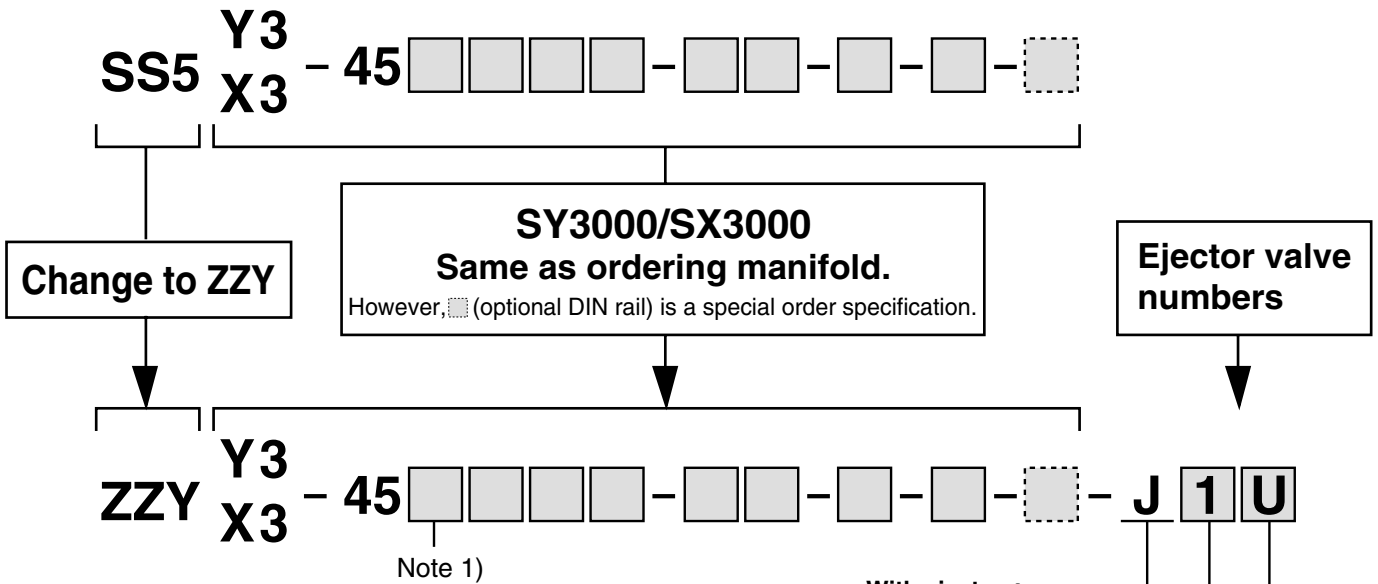 SS5 Y3 X3 - 45 - - - -
Change to ZZY
SY3000/SX3000
Same as ordering manifold.
However, (optional DIN rail) is a special order specification.
Ejector valve
numbers
ZZY Y3 X3 - 45 - - - - - J 1 U
Note 1)